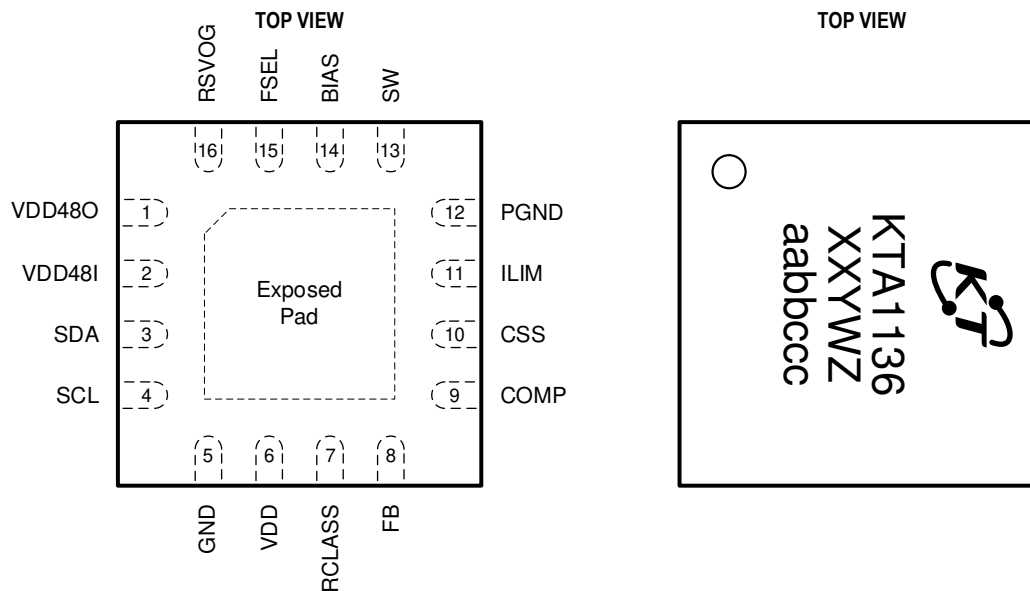 TOP VIEW
RSVOG
FSEL
BIAS
SW
16
15
14
13
VDD48O
1
VDD48I
2
SDA
3
SCL
4
12
PGND
11
ILIM
10
CSS
9
COMP
Exposed
Pad
5
6
7
8
GND
VDD
RCLASS
FB
TOP VIEW
KT
KTA1136
XXYWZ
aabbccc